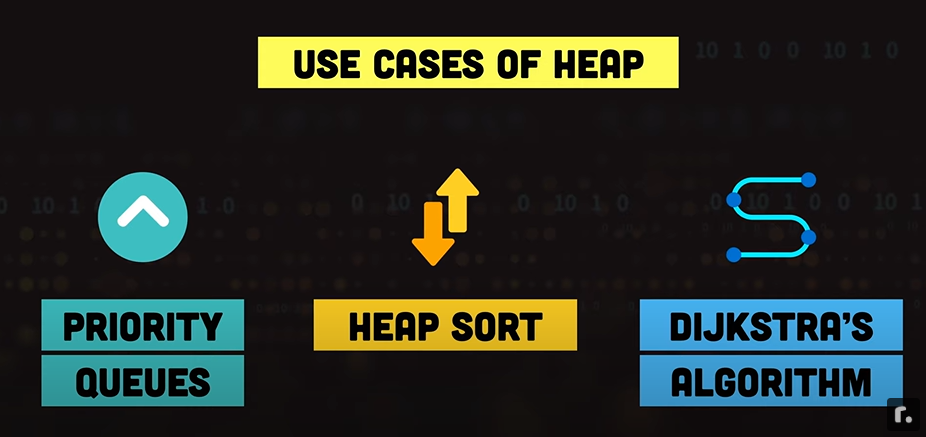 USE CASES OF HEAP
PRIORITY
QUEUES
HEAP SORT
DIJKSTRA'S
ALGORITHM
r.